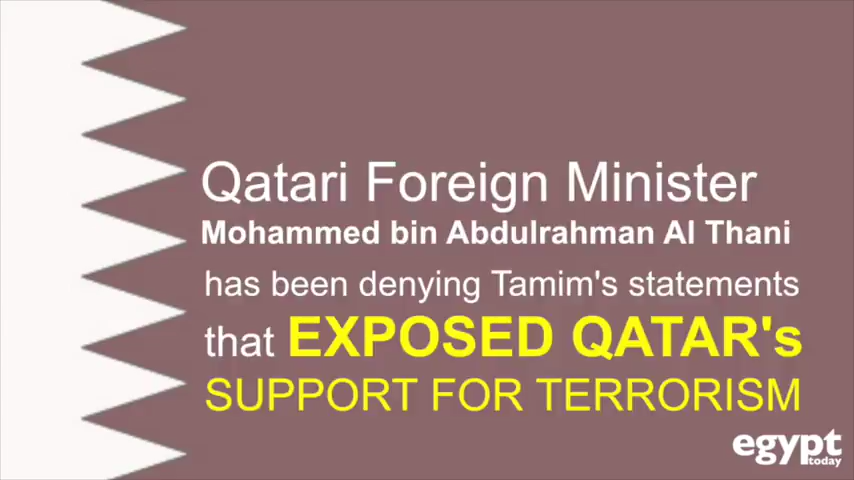 Qatari Foreign Minister
Mohammed bin Abdulrahman Al Thani
has been denying Tamim's statements
that EXPOSED QATAR's
SUPPORT FOR TERRORISM
egypt
today